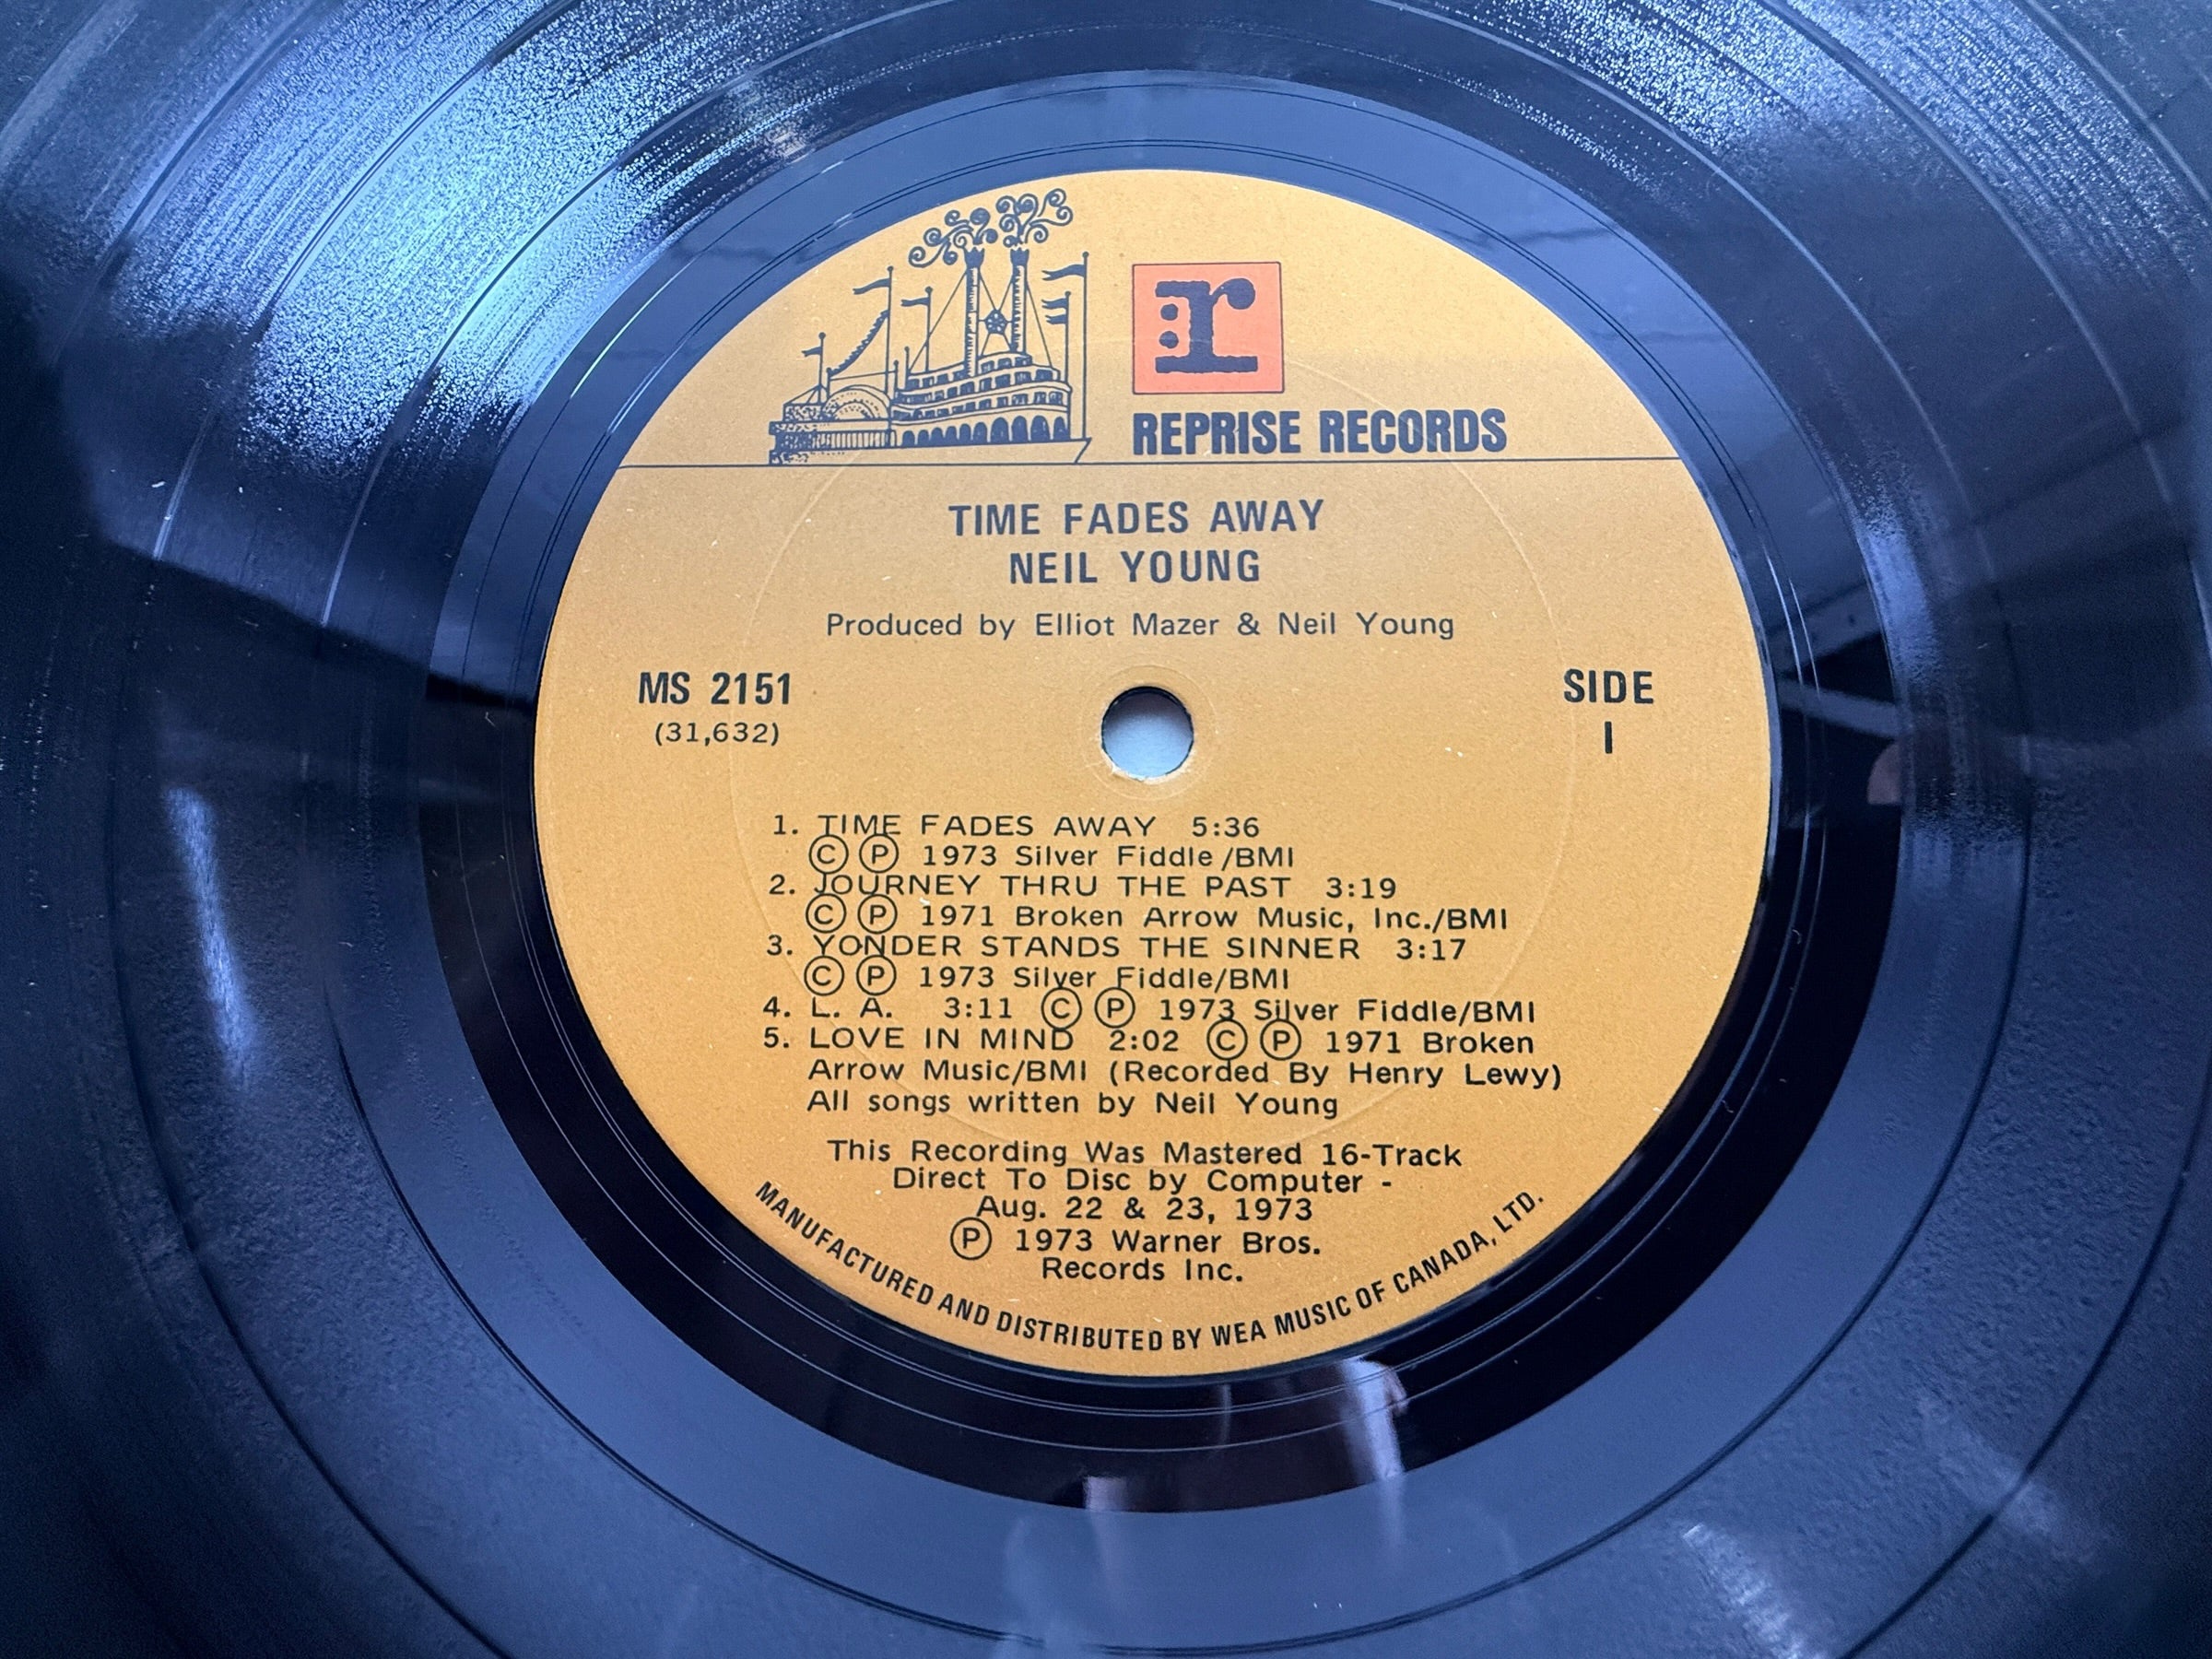 r
REPRISE RECORDS
TIME FADES AWAY
NEIL YOUNG
Produced by Elliot Mazer & Neil Young
MS 2151
(31,632)
SIDE
1
1. TIME FADES AWAY 5:36
Ⓒ Ⓟ 1973 Silver Fiddle/BMI
2. JOURNEY THRU THE PAST 3:19
Ⓒ Ⓟ 1971 Broken Arrow Music, Inc./BMI
3. YONDER STANDS THE SINNER 3:17
Ⓒ Ⓟ 1973 Silver Fiddle/BMI
4. L. A. 3:11 Ⓒ Ⓟ 1973 Silver Fiddle/BMI
5. LOVE IN MIND 2:02 Ⓒ Ⓟ 1971 Broken
Arrow Music/BMI (Recorded By Henry Lewy)
All songs written by Neil Young
This Recording Was Mastered 16-Track
Direct To Disc by Computer -
Aug. 22 & 23, 1973
Ⓟ 1973 Warner Bros.
Records Inc.
MANUFACTURED AND DISTRIBUTED BY WEA MUSIC OF CANADA, LTD.